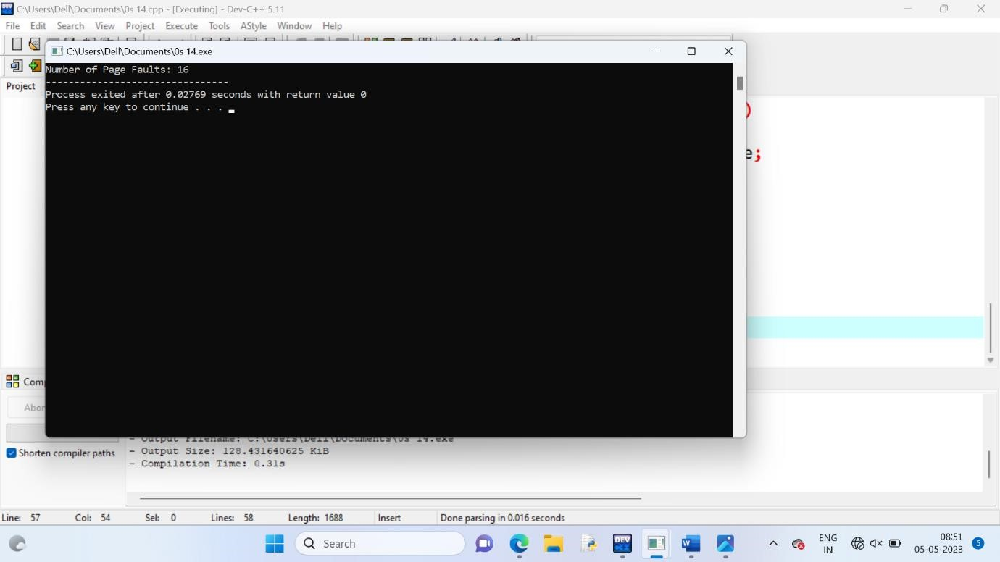 C:\Users\Dell\Documents\0s 14.cpp - [Executing] - Dev-C++ 5.11
File Edit Search View Project Execute Tools AStyle Window Help
C:\Users\Dell\Documents\0s 14.exe
Project
Number of Page Faults: 16
--------------------------------
Process exited after 0.02769 seconds with return value 0
Press any key to continue . . .
)
e;
Shorten compiler paths
- Output Filename: C:\Users\Dell\Documents\0s 14.exe
- Output Size: 128.431640625 KiB
- Compilation Time: 0.31s
Line: 57 Col: 54 Sel: 0 Lines: 58 Length: 1688 Insert Done parsing in 0.016 seconds
Search
DEV
ENG
IN
08:51
05-05-2023
5